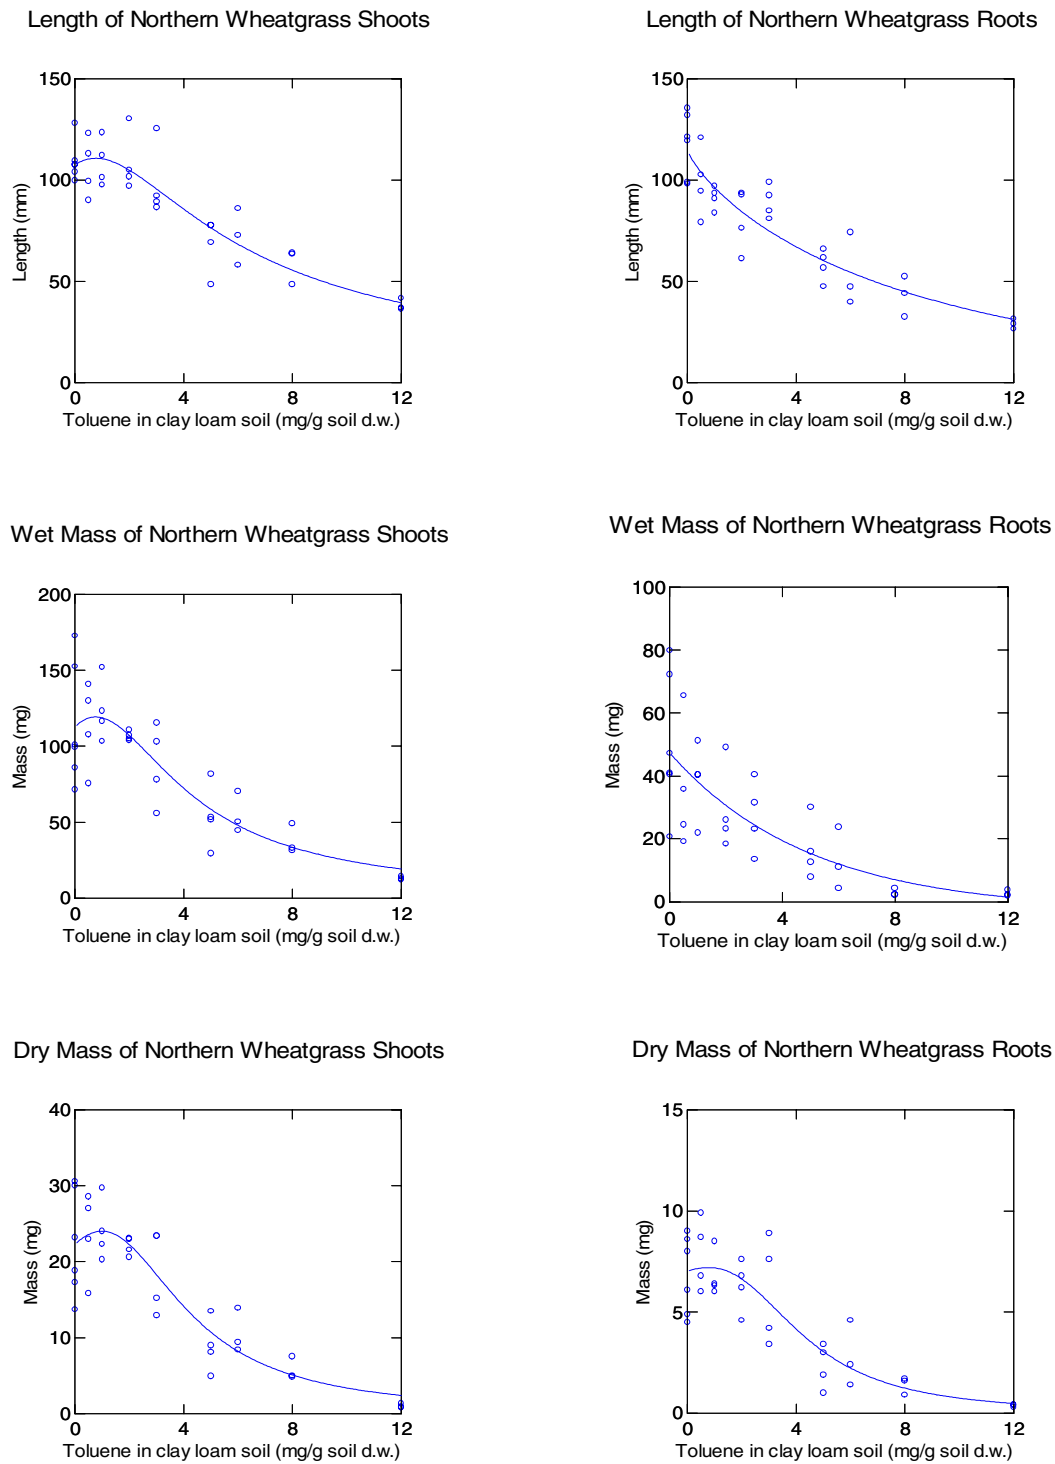 Length of Northern Wheatgrass Shoots
150
100
50
0
Length (mm)
0 4 8 12
Toluene in clay loam soil (mg/g soil d.w.)
Length of Northern Wheatgrass Roots
150
100
50
0
Length (mm)
0 4 8 12
Toluene in clay loam soil (mg/g soil d.w.)
Wet Mass of Northern Wheatgrass Shoots
200
150
100
50
0
Mass (mg)
0 4 8 12
Toluene in clay loam soil (mg/g soil d.w.)
Wet Mass of Northern Wheatgrass Roots
100
80
60
40
20
0
Mass (mg)
0 4 8 12
Toluene in clay loam soil (mg/g soil d.w.)
Dry Mass of Northern Wheatgrass Shoots
40
30
20
10
0
Mass (mg)
0 4 8 12
Toluene in clay loam soil (mg/g soil d.w.)
Dry Mass of Northern Wheatgrass Roots
15
10
5
0
Mass (mg)
0 4 8 12
Toluene in clay loam soil (mg/g soil d.w.)